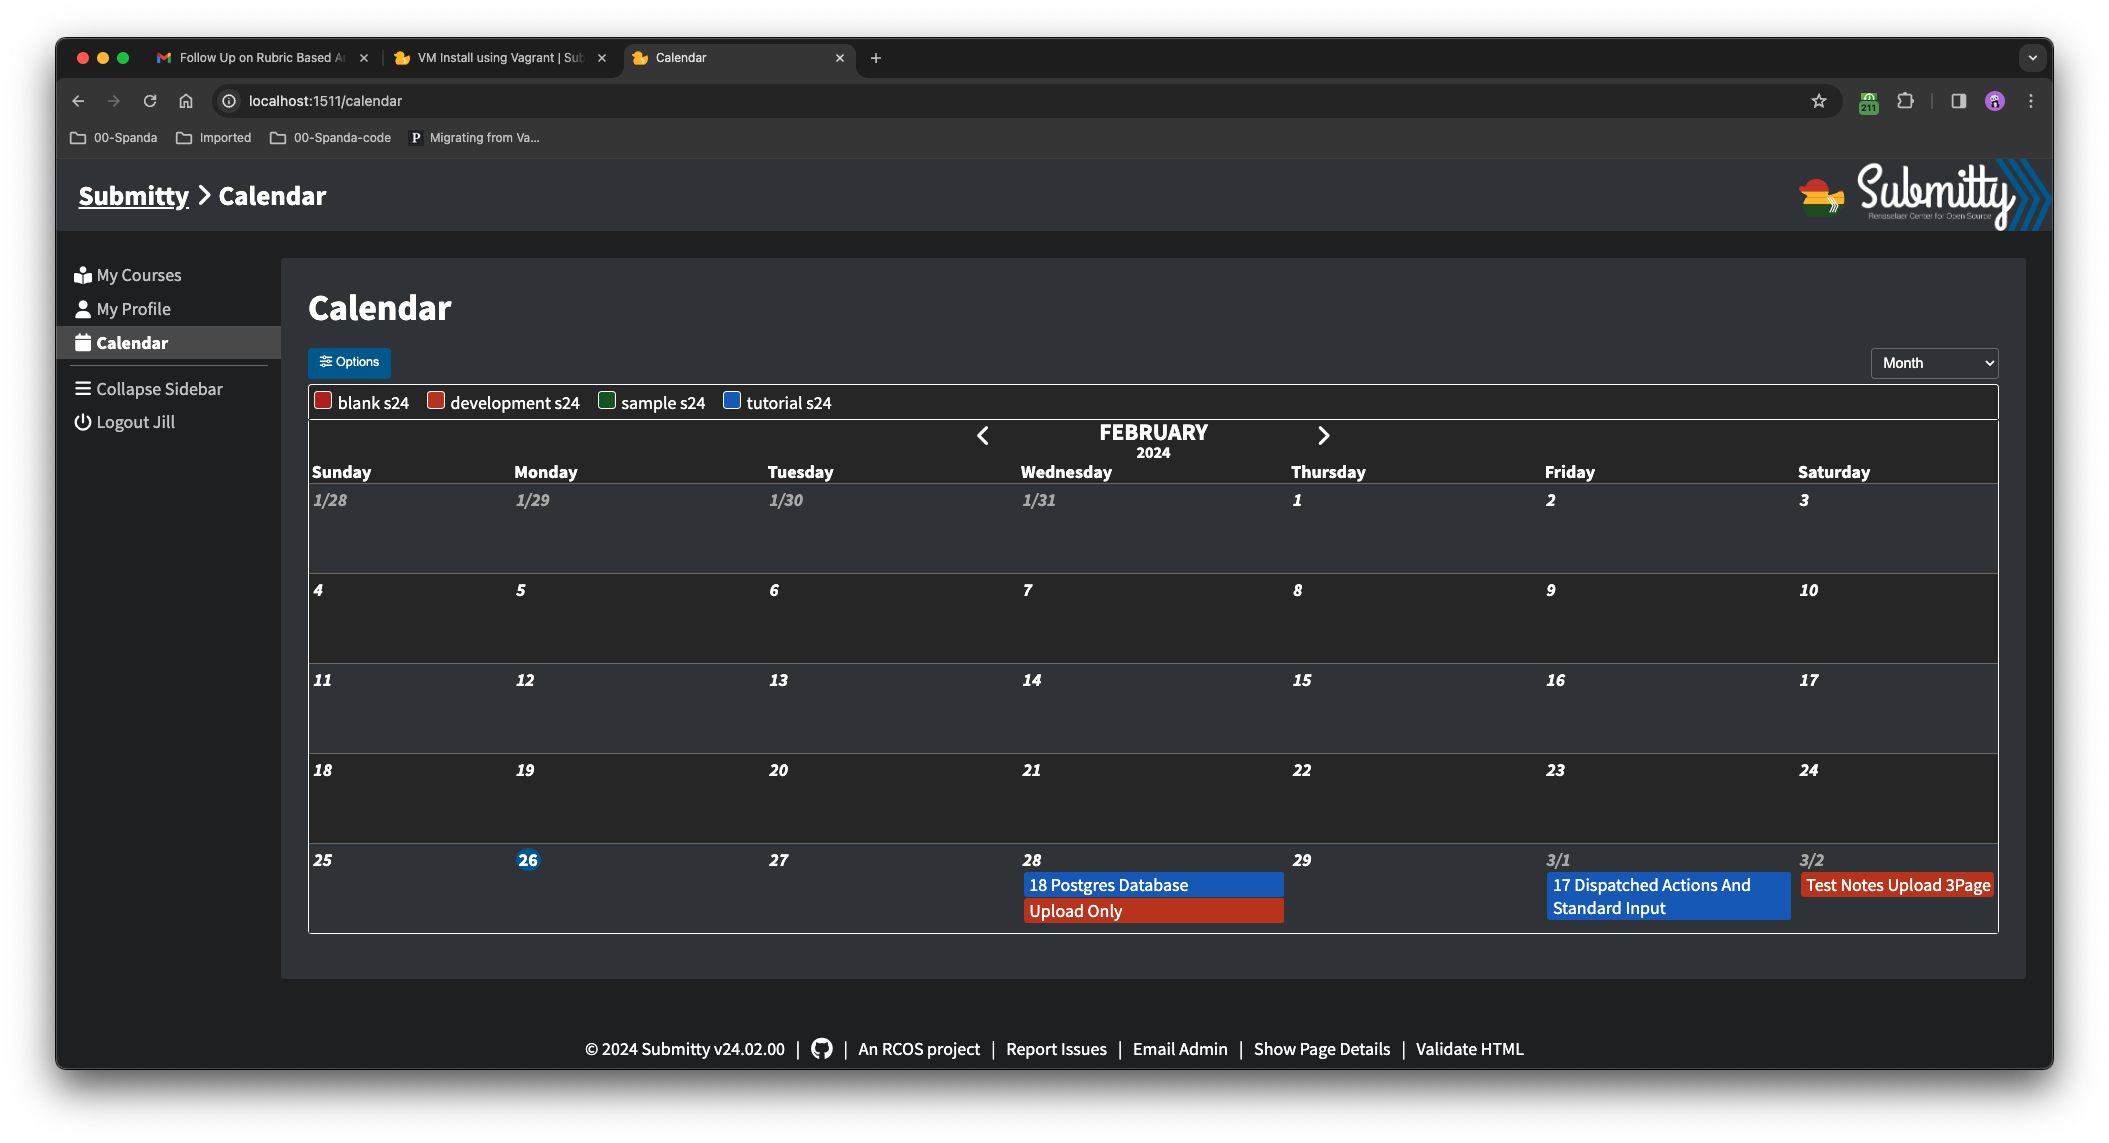 Follow Up on Rubric Based Au
VM Install using Vagrant | Sub
Calendar
localhost:1511/calendar
211
00-Spanda
Imported
00-Spanda-code
P
Migrating from Va...
Submitty > Calendar
Submitty
Rensselaer Center for Open Source
My Courses
My Profile
Calendar
Collapse Sidebar
Logout Jill
Calendar
Options
Month
blank s24
development s24
sample s24
tutorial s24
FEBRUARY
2024
Sunday Monday Tuesday Wednesday Thursday Friday Saturday
1/28 1/29 1/30 1/31 1 2 3
4 5 6 7 8 9 10
11 12 13 14 15 16 17
18 19 20 21 22 23 24
25 26 27 28 29 3/1 3/2
18 Postgres Database
Upload Only
17 Dispatched Actions And
Standard Input
Test Notes Upload 3Page
© 2024 Submitty v24.02.00 | | An RCOS project | Report Issues | Email Admin | Show Page Details | Validate HTML